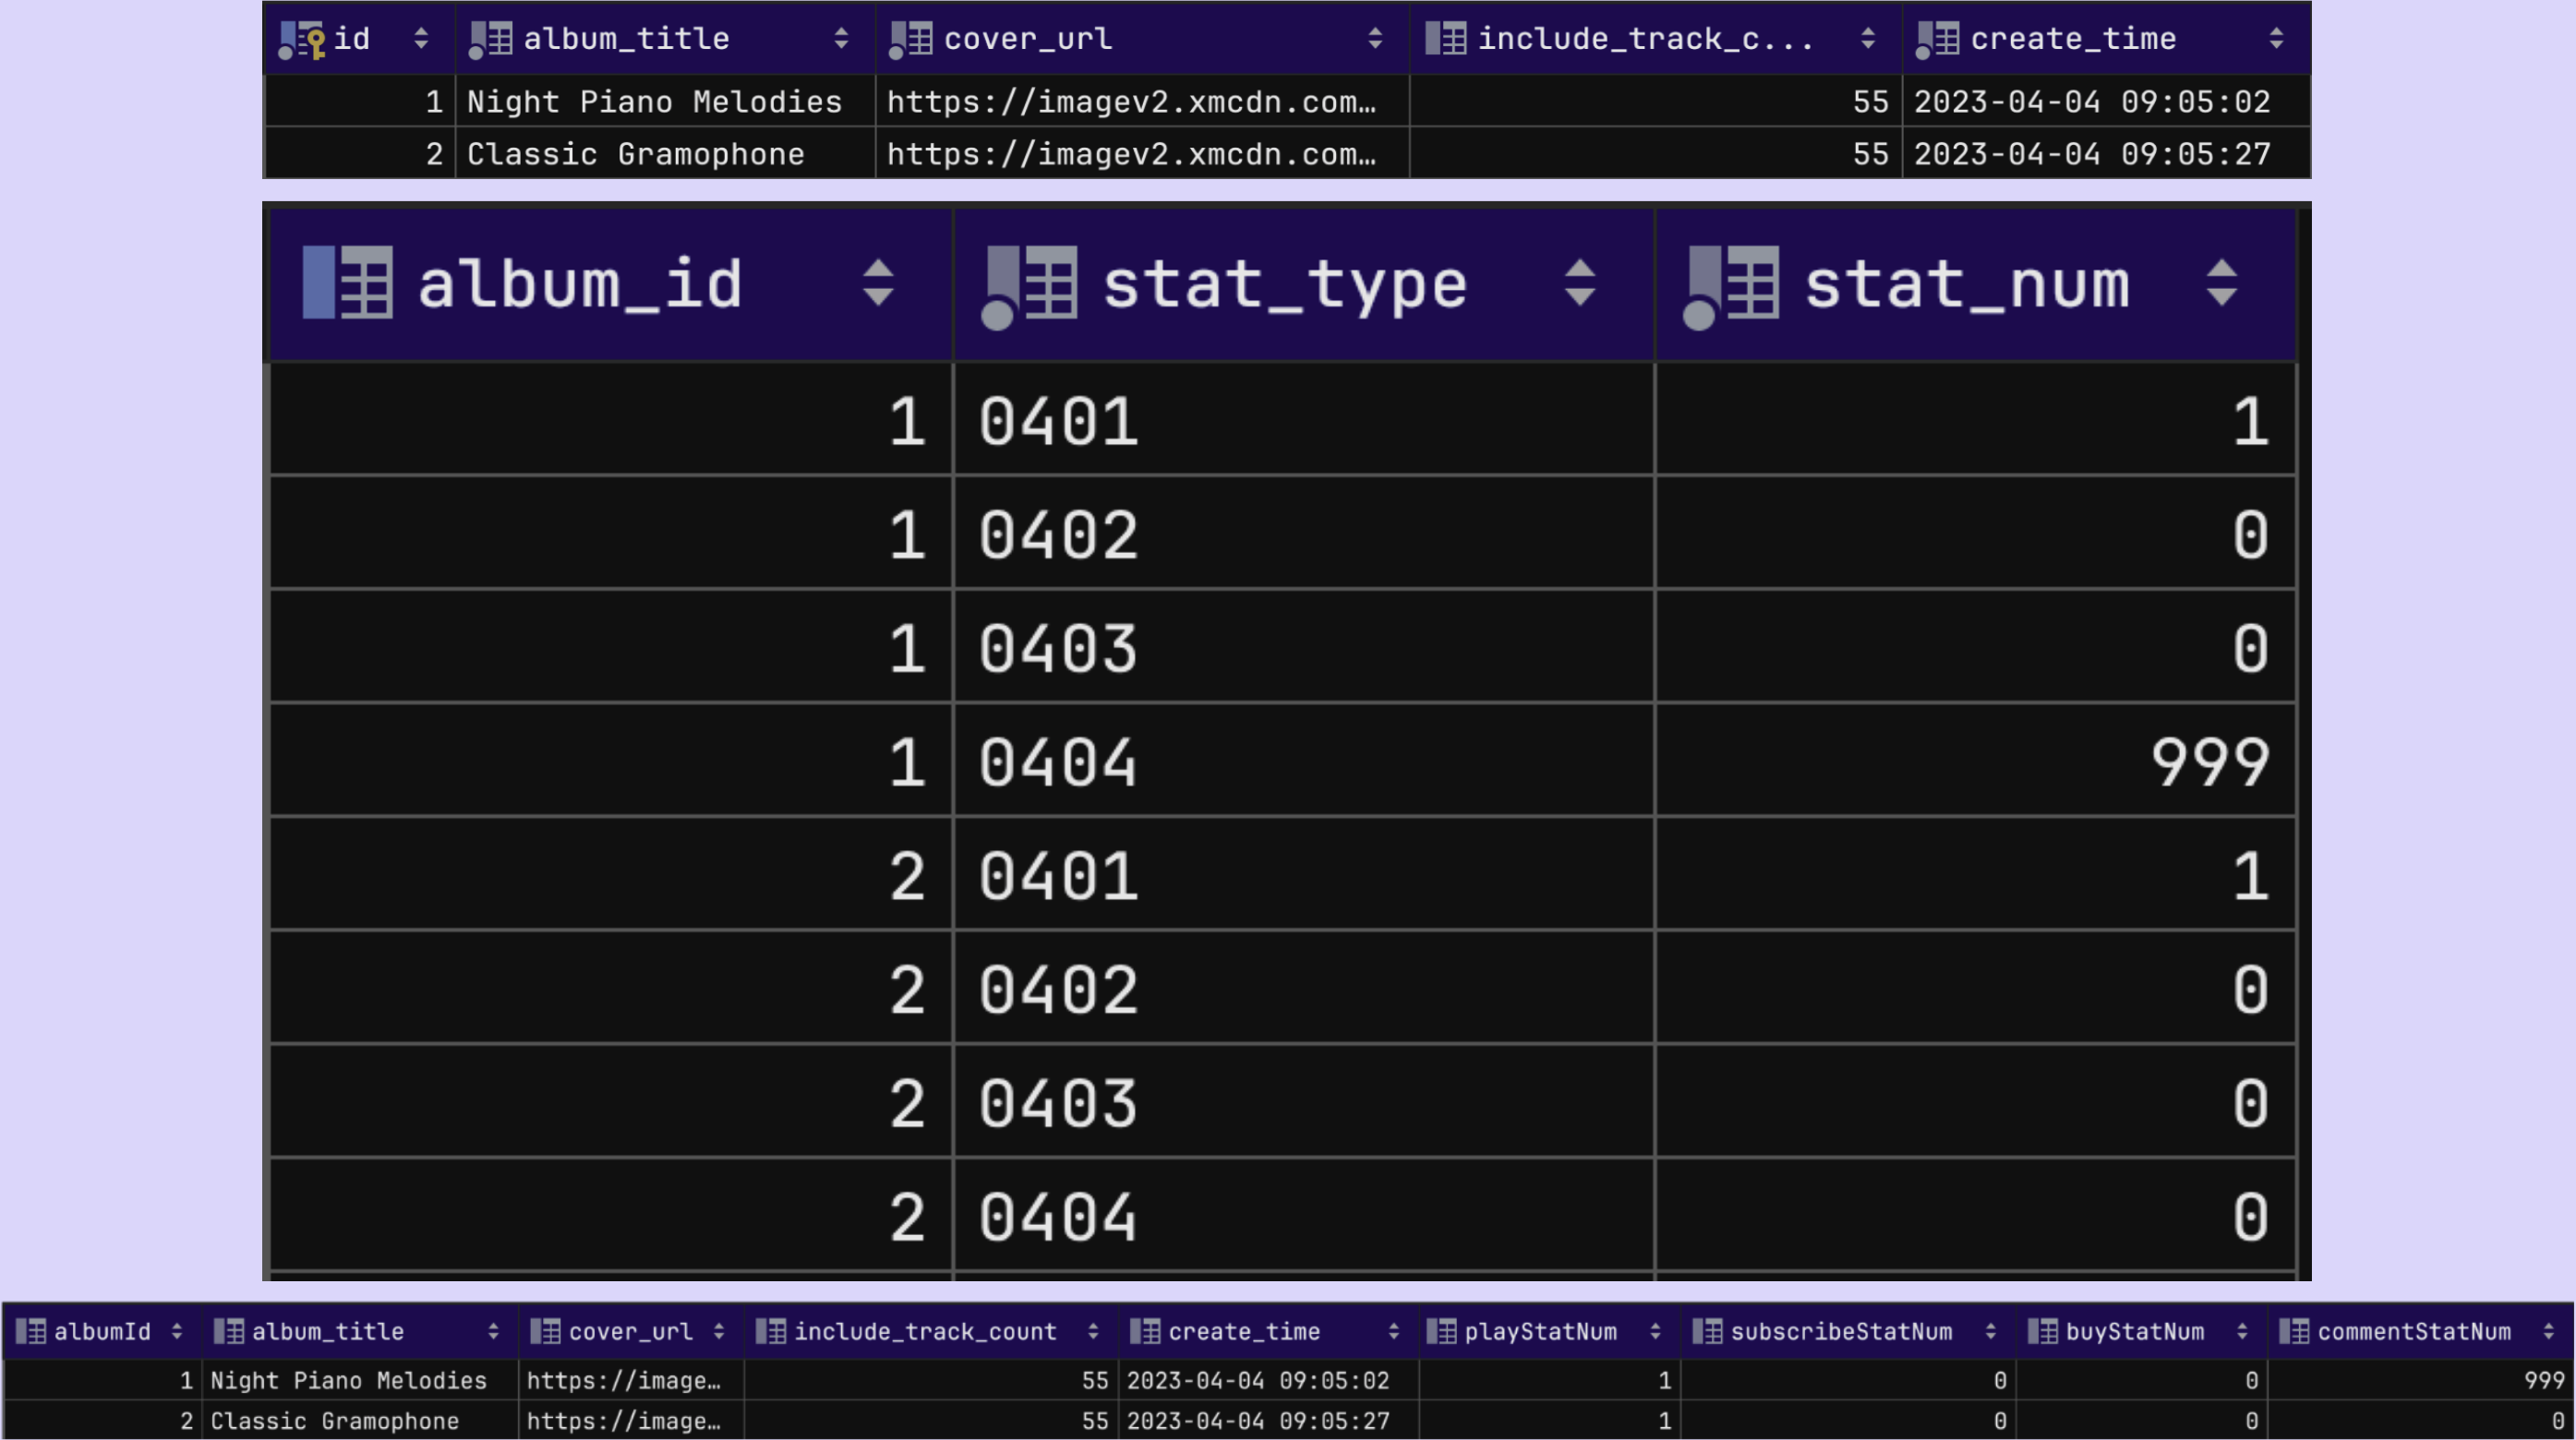 id album_title cover_url include_track_c... create_time
1 Night Piano Melodies https://imagev2.xmcdn.com… 55 2023-04-04 09:05:02
2 Classic Gramophone https://imagev2.xmcdn.com… 55 2023-04-04 09:05:27
album_id stat_type stat_num
1 0401 1
1 0402 0
1 0403 0
1 0404 999
2 0401 1
2 0402 0
2 0403 0
2 0404 0
albumId album_title cover_url include_track_count create_time playStatNum subscribeStatNum buyStatNum commentStatNum
1 Night Piano Melodies https://image… 55 2023-04-04 09:05:02 1 0 0 999
2 Classic Gramophone https://image… 55 2023-04-04 09:05:27 1 0 0 0